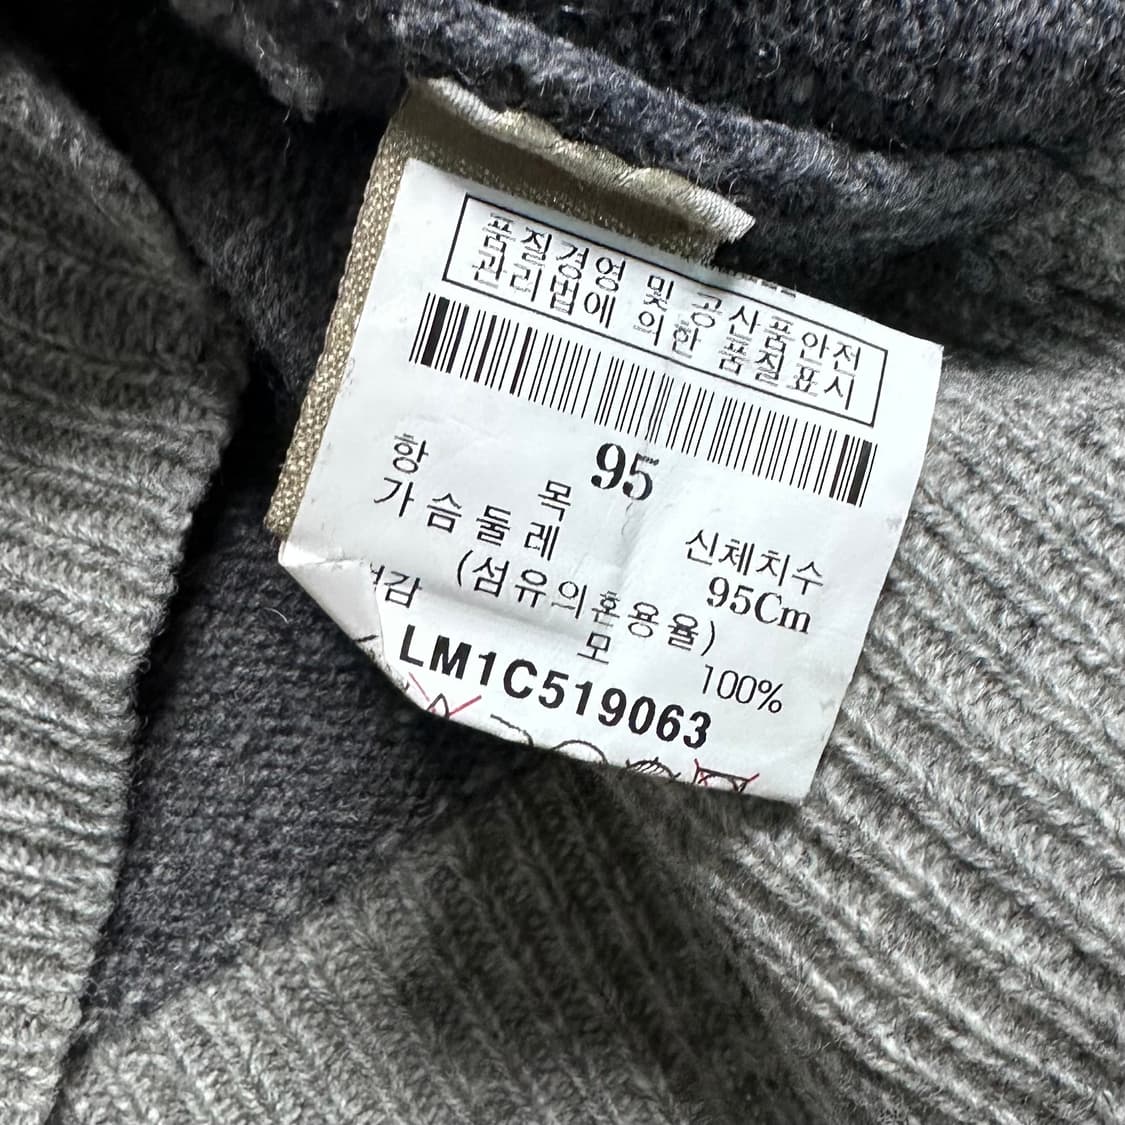 품질경영 및 공산품안전
관리법에 의한 품질표시
95
항 목 신체치수
가슴둘레 95Cm
(섬유의혼용율)
겉감 모 100%
LM1C519063